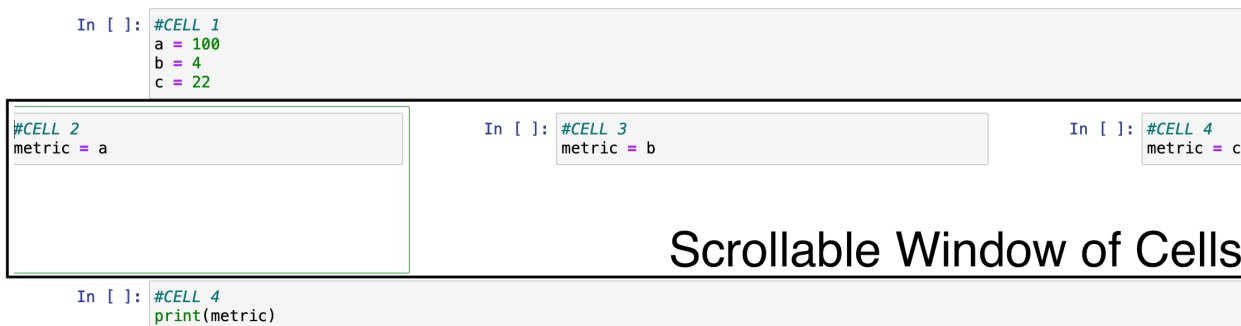 In [ ]: #CELL 1
a = 100
b = 4
c = 22
#CELL 2
metric = a
In [ ]: #CELL 3
metric = b
In [ ]: #CELL 4
metric = c
Scrollable Window of Cells
In [ ]: #CELL 4
print(metric)